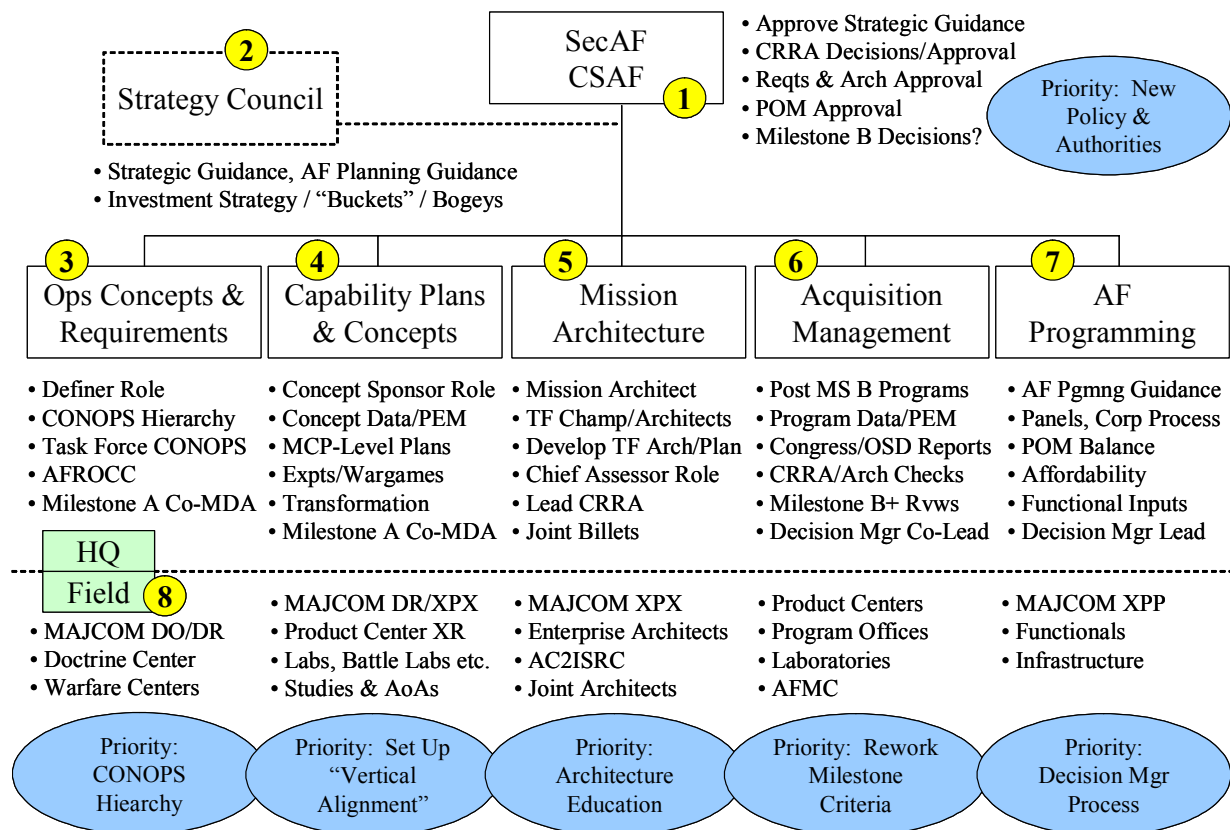 SecAF
CSAF
1
• Approve Strategic Guidance
• CRRA Decisions/Approval
• Reqts & Arch Approval
• POM Approval
• Milestone B Decisions?
Priority: New
Policy &
Authorities
2
Strategy Council
• Strategic Guidance, AF Planning Guidance
• Investment Strategy / “Buckets” / Bogeys
3
Ops Concepts &
Requirements
• Definer Role
• CONOPS Hierarchy
• Task Force CONOPS
• AFROCC
• Milestone A Co-MDA
4
Capability Plans
& Concepts
• Concept Sponsor Role
• Concept Data/PEM
• MCP-Level Plans
• Expts/Wargames
• Transformation
• Milestone A Co-MDA
5
Mission
Architecture
• Mission Architect
• TF Champ/Architects
• Develop TF Arch/Plan
• Chief Assessor Role
• Lead CRRA
• Joint Billets
6
Acquisition
Management
• Post MS B Programs
• Program Data/PEM
• Congress/OSD Reports
• CRRA/Arch Checks
• Milestone B+ Rvws
• Decision Mgr Co-Lead
7
AF
Programming
• AF Pgmng Guidance
• Panels, Corp Process
• POM Balance
• Affordability
• Functional Inputs
• Decision Mgr Lead
HQ
Field
8
• MAJCOM DO/DR
• Doctrine Center
• Warfare Centers
• MAJCOM DR/XPX
• Product Center XR
• Labs, Battle Labs etc.
• Studies & AoAs
• MAJCOM XPX
• Enterprise Architects
• AC2ISRC
• Joint Architects
• Product Centers
• Program Offices
• Laboratories
• AFMC
• MAJCOM XPP
• Functionals
• Infrastructure
Priority:
CONOPS
Hiearchy
Priority: Set Up
“Vertical
Alignment”
Priority:
Architecture
Education
Priority: Rework
Milestone
Criteria
Priority:
Decision Mgr
Process